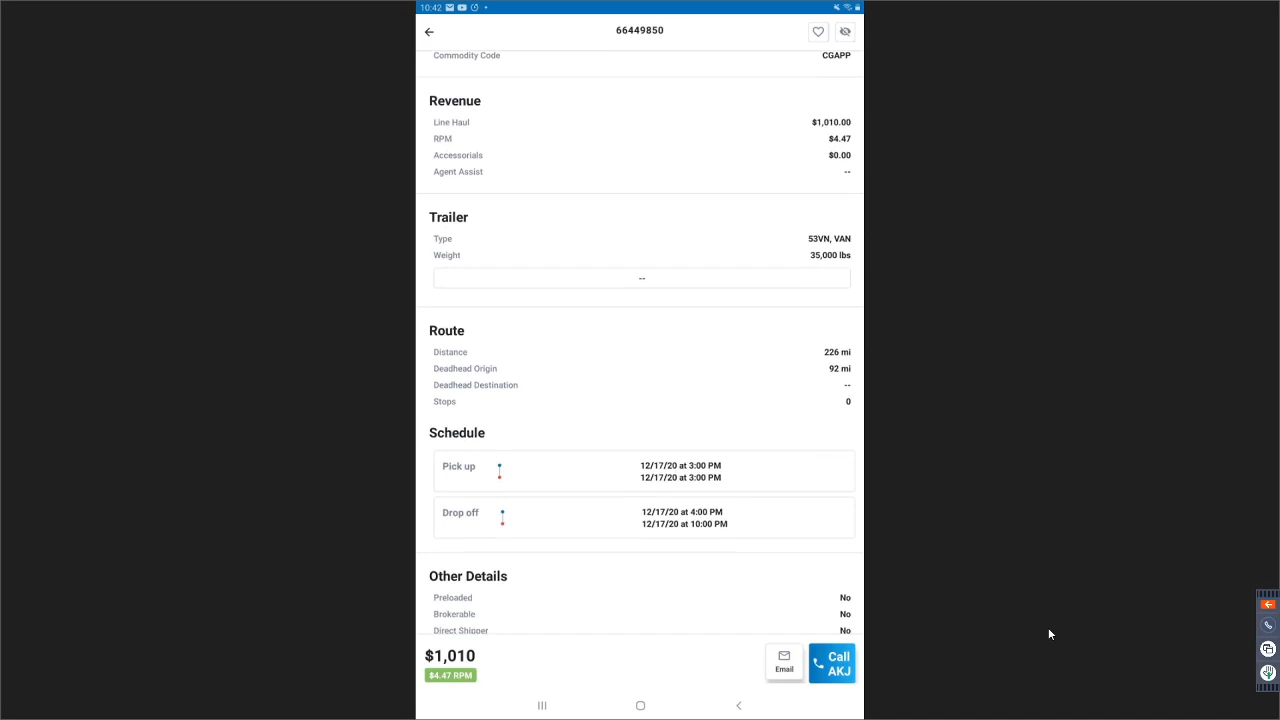 10:42
66449850
Commodity Code CGAPP
Revenue
Line Haul $1,010.00
RPM $4.47
Accessorials $0.00
Agent Assist --
Trailer
Type 53VN, VAN
Weight 35,000 lbs
--
Route
Distance 226 mi
Deadhead Origin 92 mi
Deadhead Destination --
Stops 0
Schedule
Pick up 12/17/20 at 3:00 PM
12/17/20 at 3:00 PM
Drop off 12/17/20 at 4:00 PM
12/17/20 at 10:00 PM
Other Details
Preloaded No
Brokerable No
Direct Shipper No
$1,010
$4.47 RPM
Email
Call
AKJ